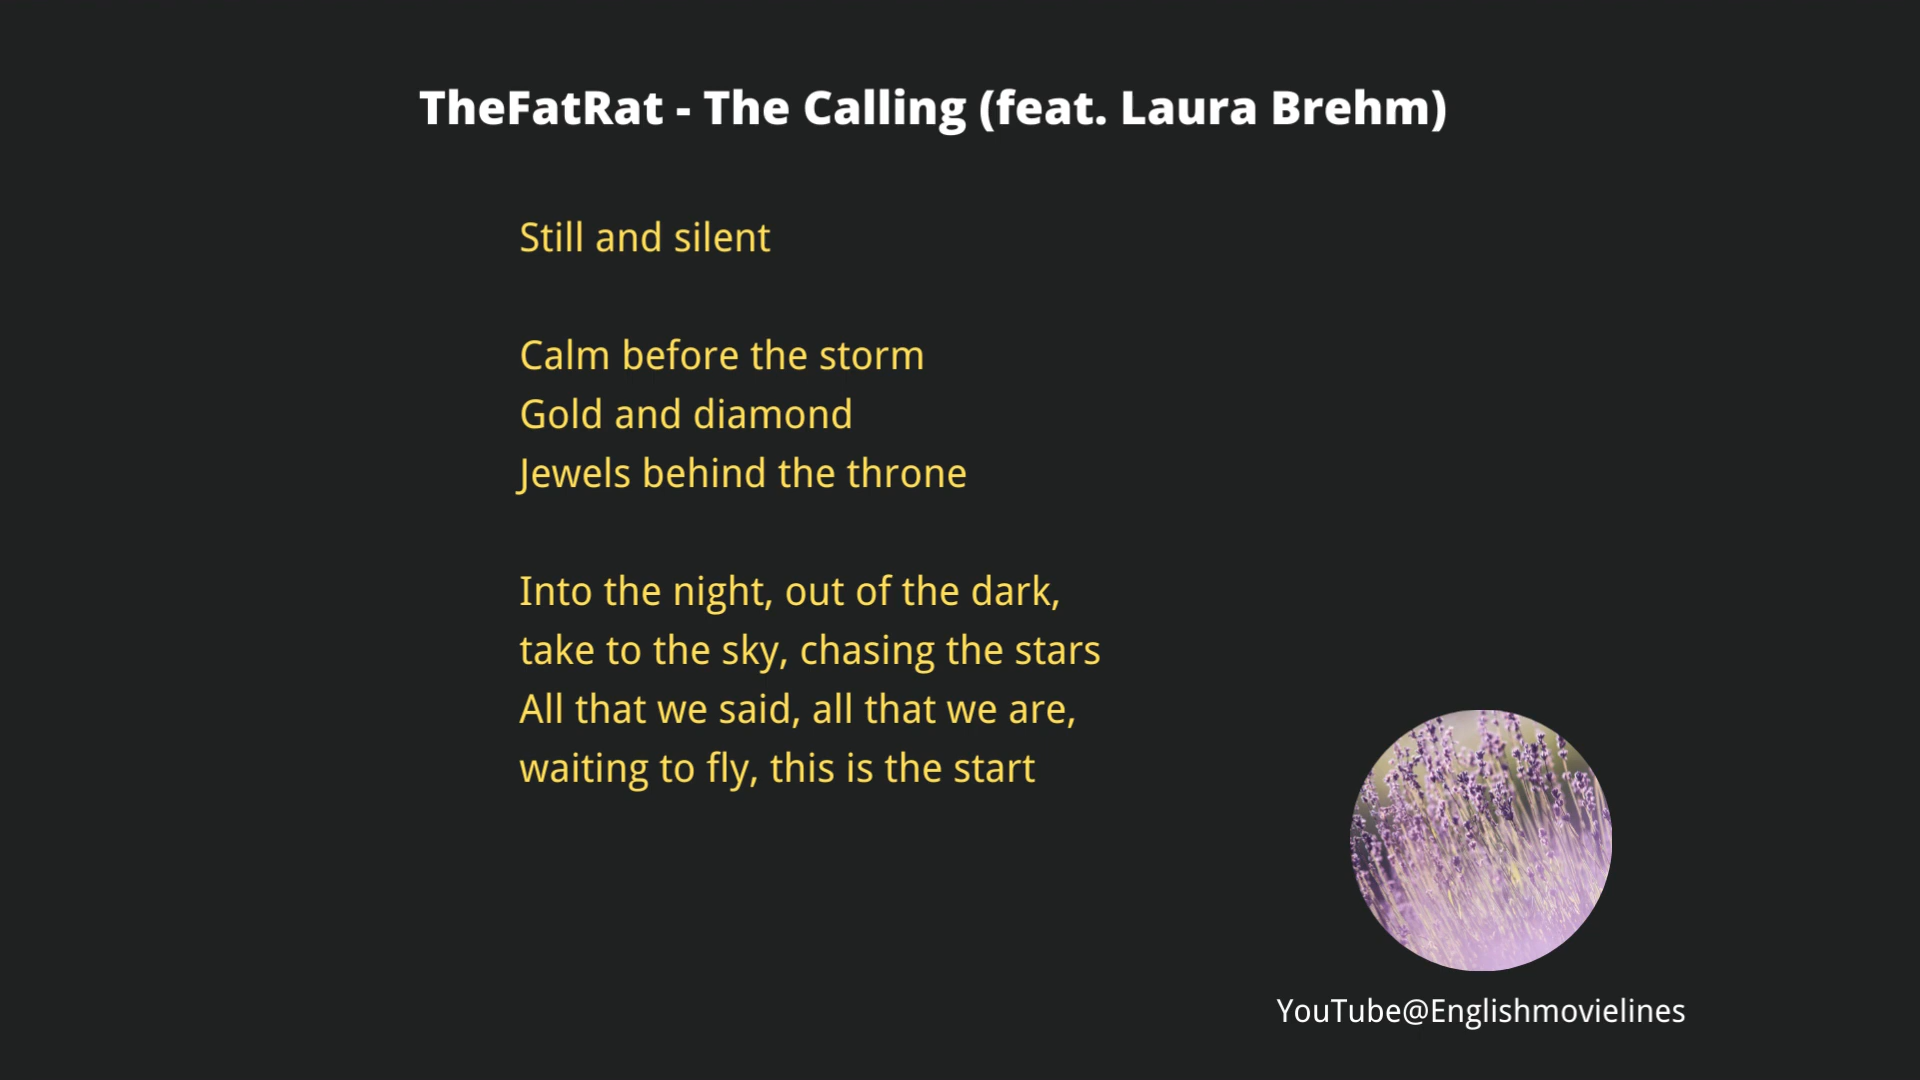 TheFatRat - The Calling (feat. Laura Brehm)
Still and silent
Calm before the storm
Gold and diamond
Jewels behind the throne
Into the night, out of the dark,
take to the sky, chasing the stars
All that we said, all that we are,
waiting to fly, this is the start
YouTube@Englishmovielines